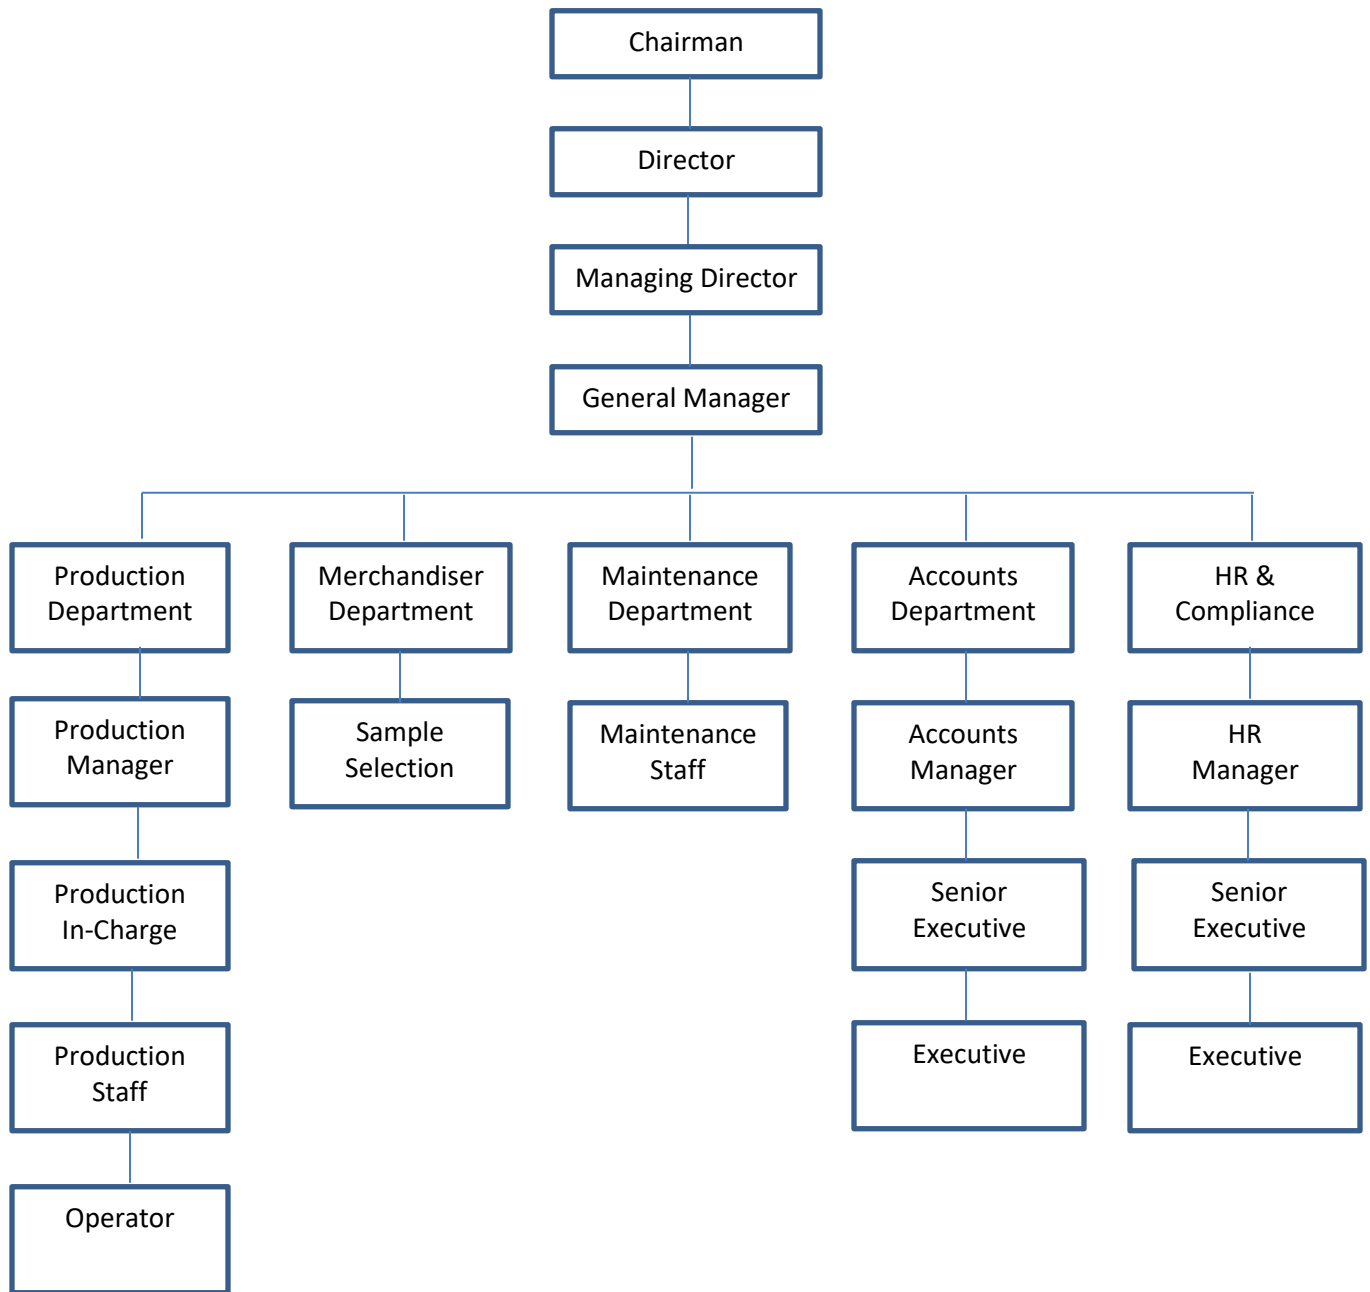 Chairman
Director
Managing Director
General Manager
Production
Department
Merchandiser
Department
Maintenance
Department
Accounts
Department
HR &
Compliance
Production
Manager
Sample
Selection
Maintenance
Staff
Accounts
Manager
HR
Manager
Production
In-Charge
Senior
Executive
Senior
Executive
Production
Staff
Executive
Executive
Operator